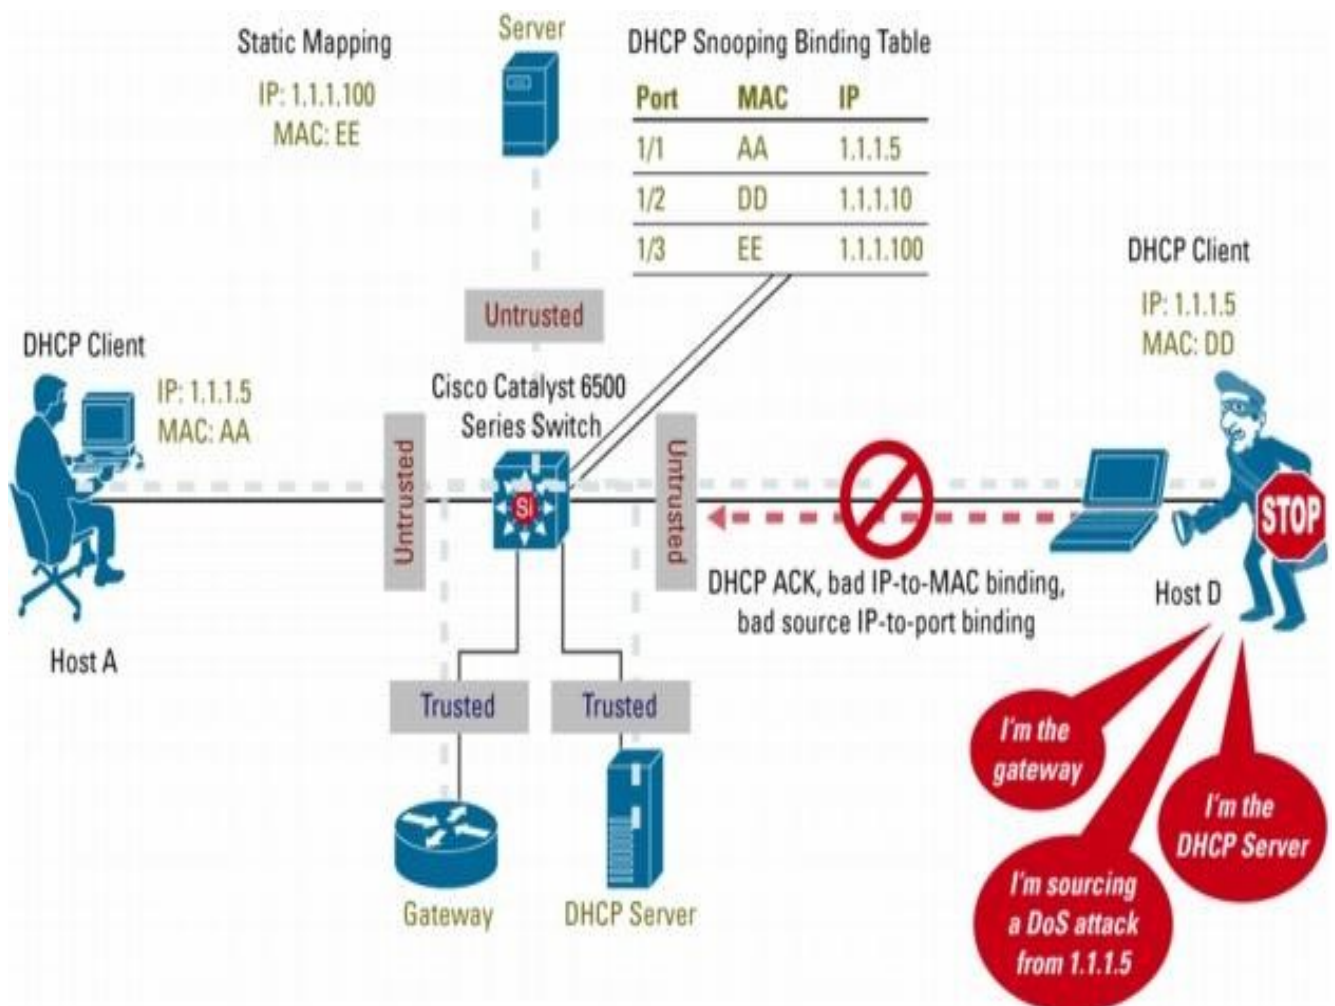 Static Mapping
IP: 1.1.1.100
MAC: EE
Server
DHCP Snooping Binding Table
Port MAC IP
1/1 AA 1.1.1.5
1/2 DD 1.1.1.10
1/3 EE 1.1.1.100
DHCP Client
IP: 1.1.1.5
MAC: DD
Untrusted
DHCP Client
IP: 1.1.1.5
MAC: AA
Cisco Catalyst 6500
Series Switch
Untrusted
Si
Untrusted
STOP
DHCP ACK, bad IP-to-MAC binding,
bad source IP-to-port binding
Host D
Host A
Trusted
Trusted
Gateway
DHCP Server
I'm the
gateway
I'm the
DHCP Server
I'm sourcing
a DoS attack
from 1.1.1.5